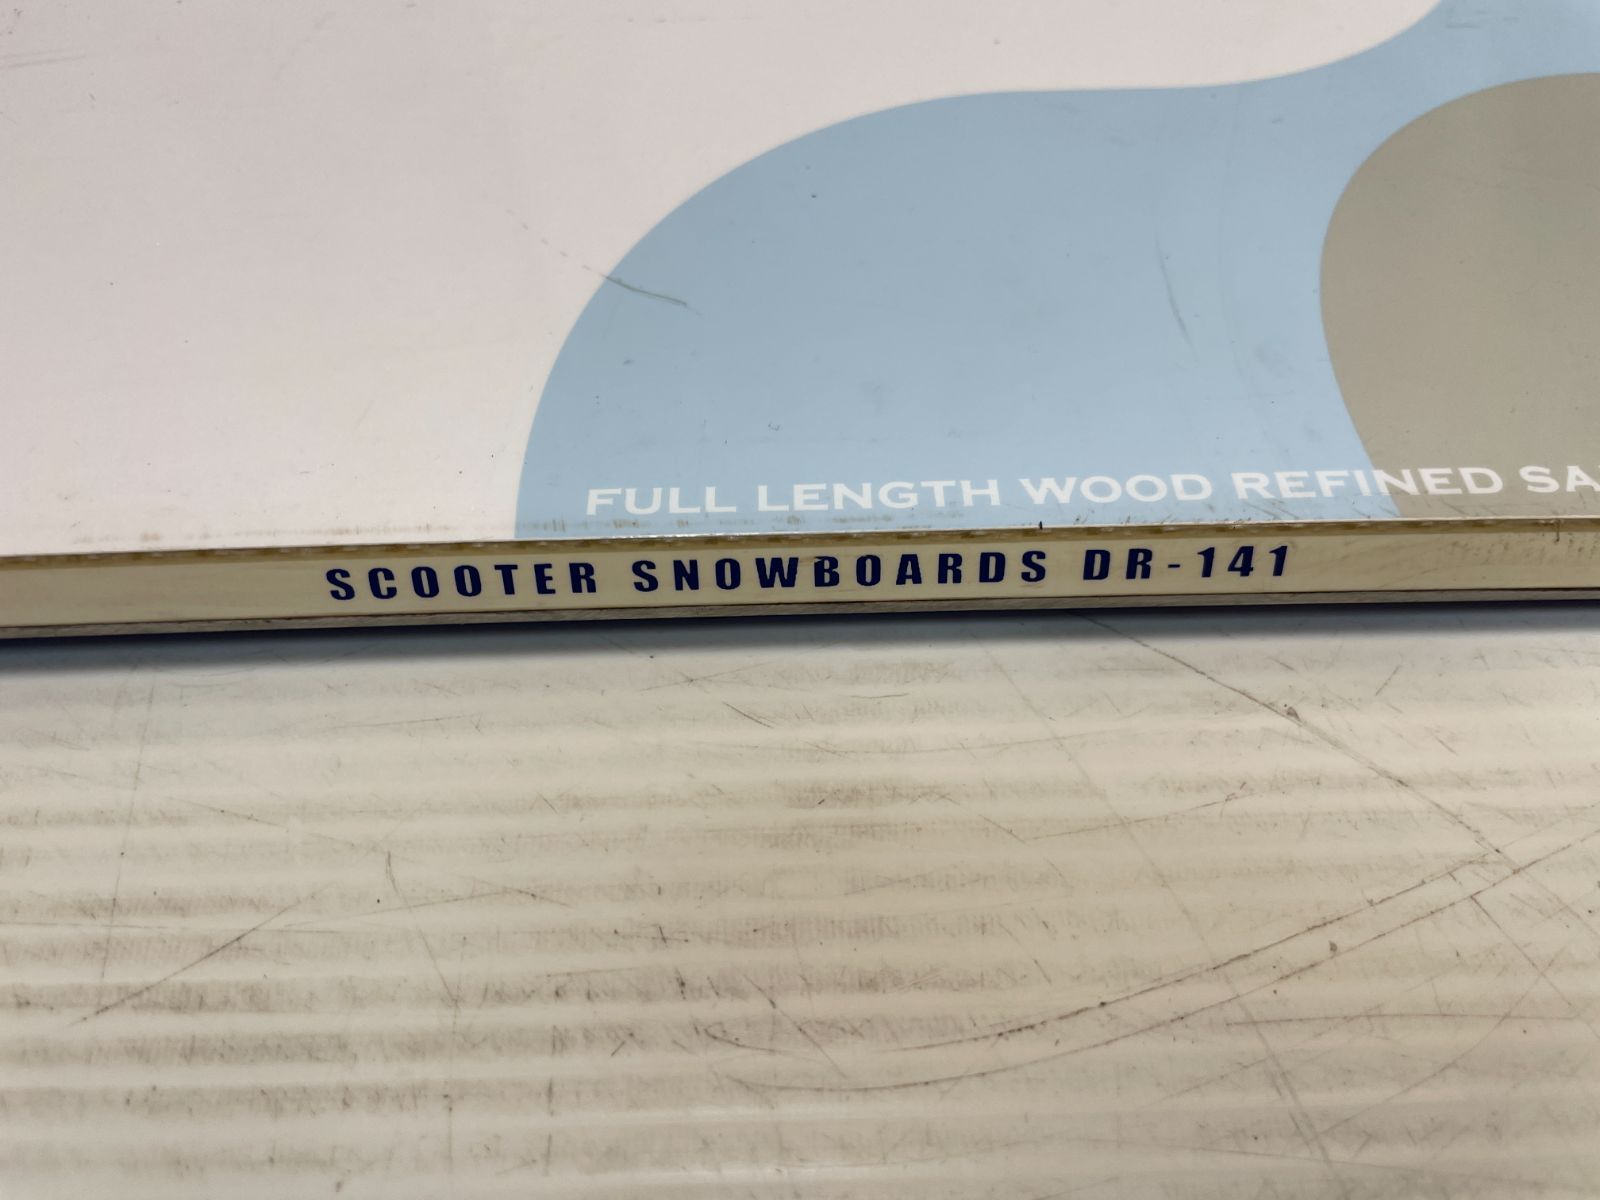 FULL LENGTH WOOD REFINED
SCOOTER SNOWBOARDS DR-141